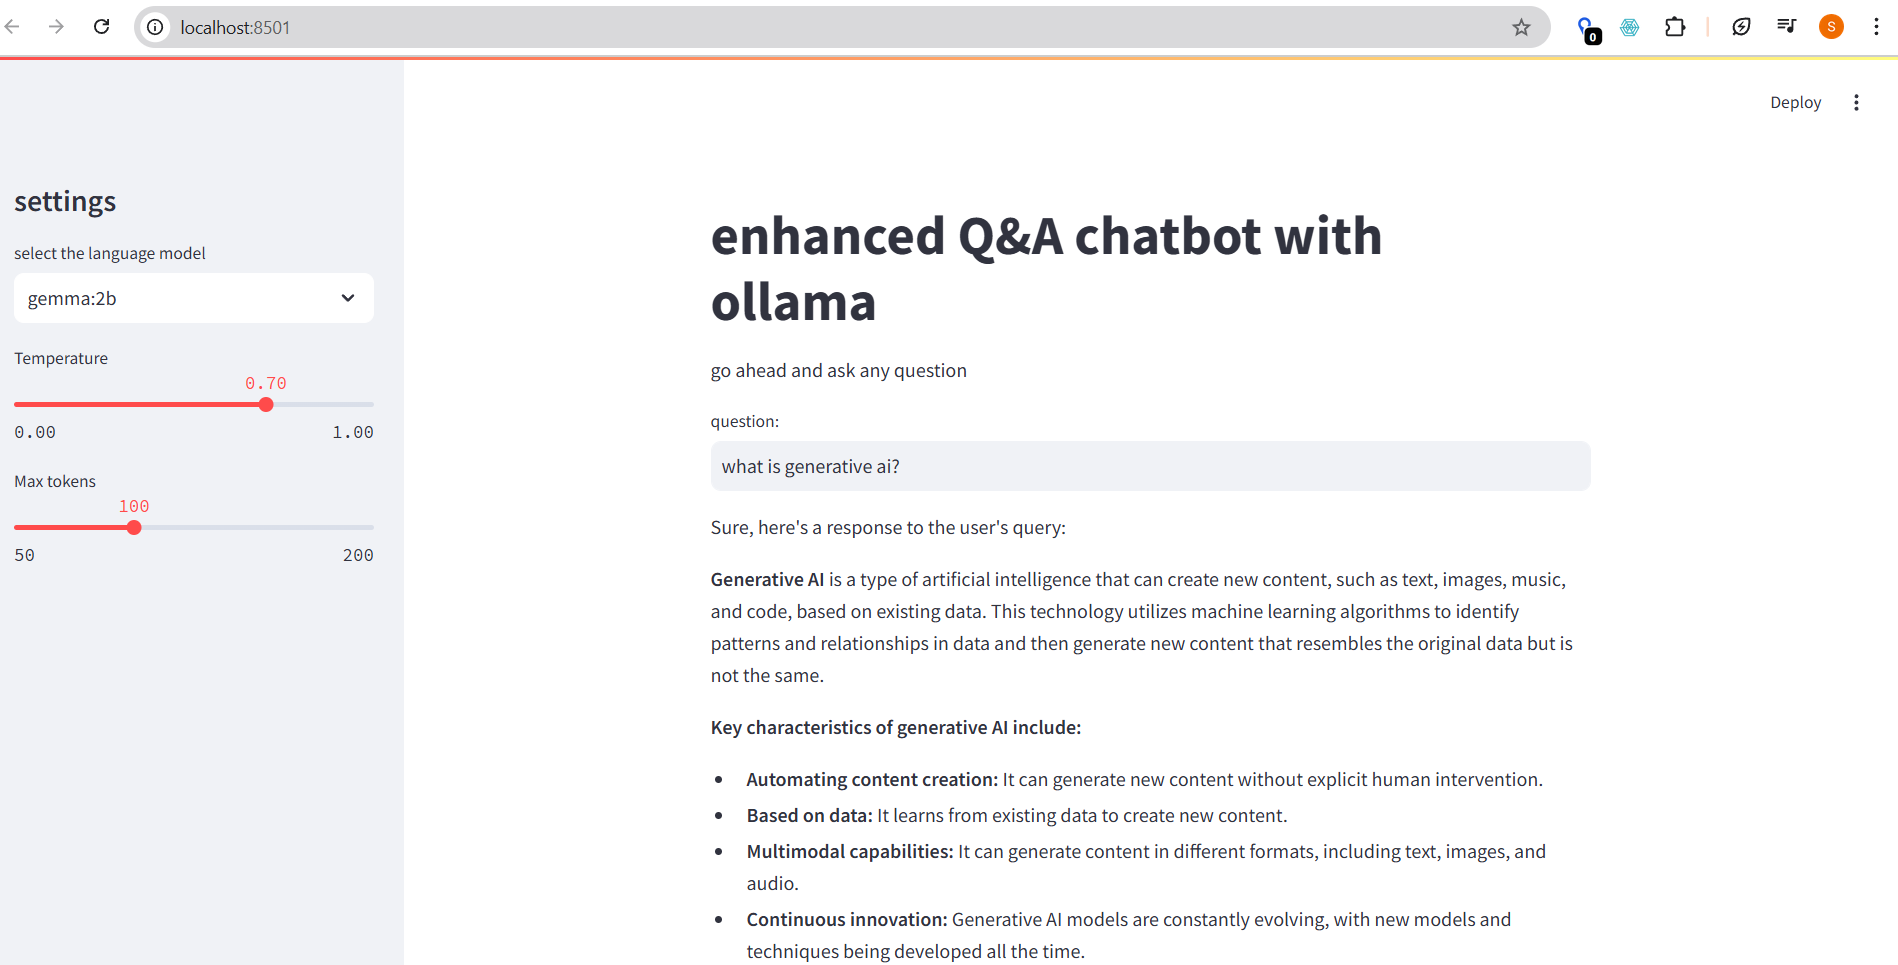 localhost:8501
0
S
Deploy
settings
select the language model
gemma:2b
Temperature
0.70
0.00 1.00
Max tokens
100
50 200
enhanced Q&A chatbot with
ollama
go ahead and ask any question
question:
what is generative ai?
Sure, here's a response to the user's query:
Generative AI is a type of artificial intelligence that can create new content, such as text, images, music,
and code, based on existing data. This technology utilizes machine learning algorithms to identify
patterns and relationships in data and then generate new content that resembles the original data but is
not the same.
Key characteristics of generative AI include:
• Automating content creation: It can generate new content without explicit human intervention.
• Based on data: It learns from existing data to create new content.
• Multimodal capabilities: It can generate content in different formats, including text, images, and
audio.
• Continuous innovation: Generative AI models are constantly evolving, with new models and
techniques being developed all the time.